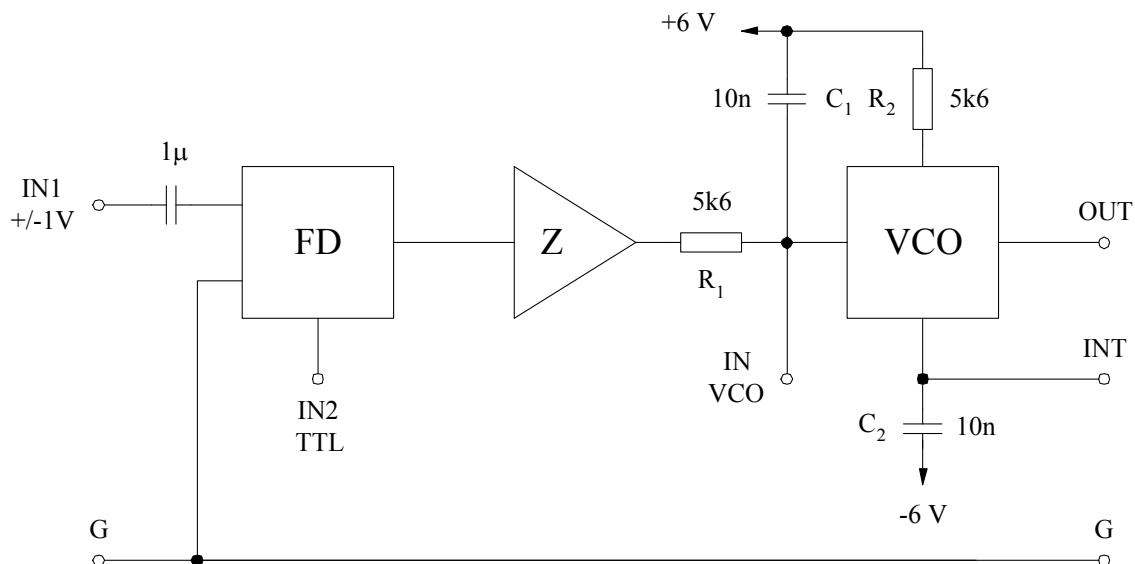 +6 V
10n
C1
R2
5k6
1µ
IN1
+/-1V
FD
Z
5k6
R1
VCO
OUT
IN2
TTL
IN
VCO
INT
C2
10n
-6 V
G
G